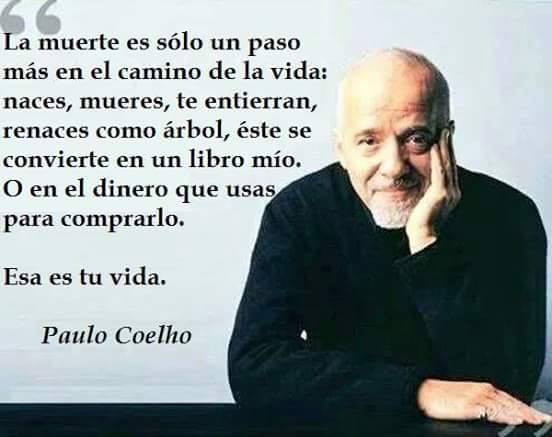 La muerte es sólo un paso
más en el camino de la vida:
naces, mueres, te entierran,
renaces como árbol, éste se
convierte en un libro mío.
O en el dinero que usas
para comprarlo.
Esa es tu vida.
Paulo Coelho